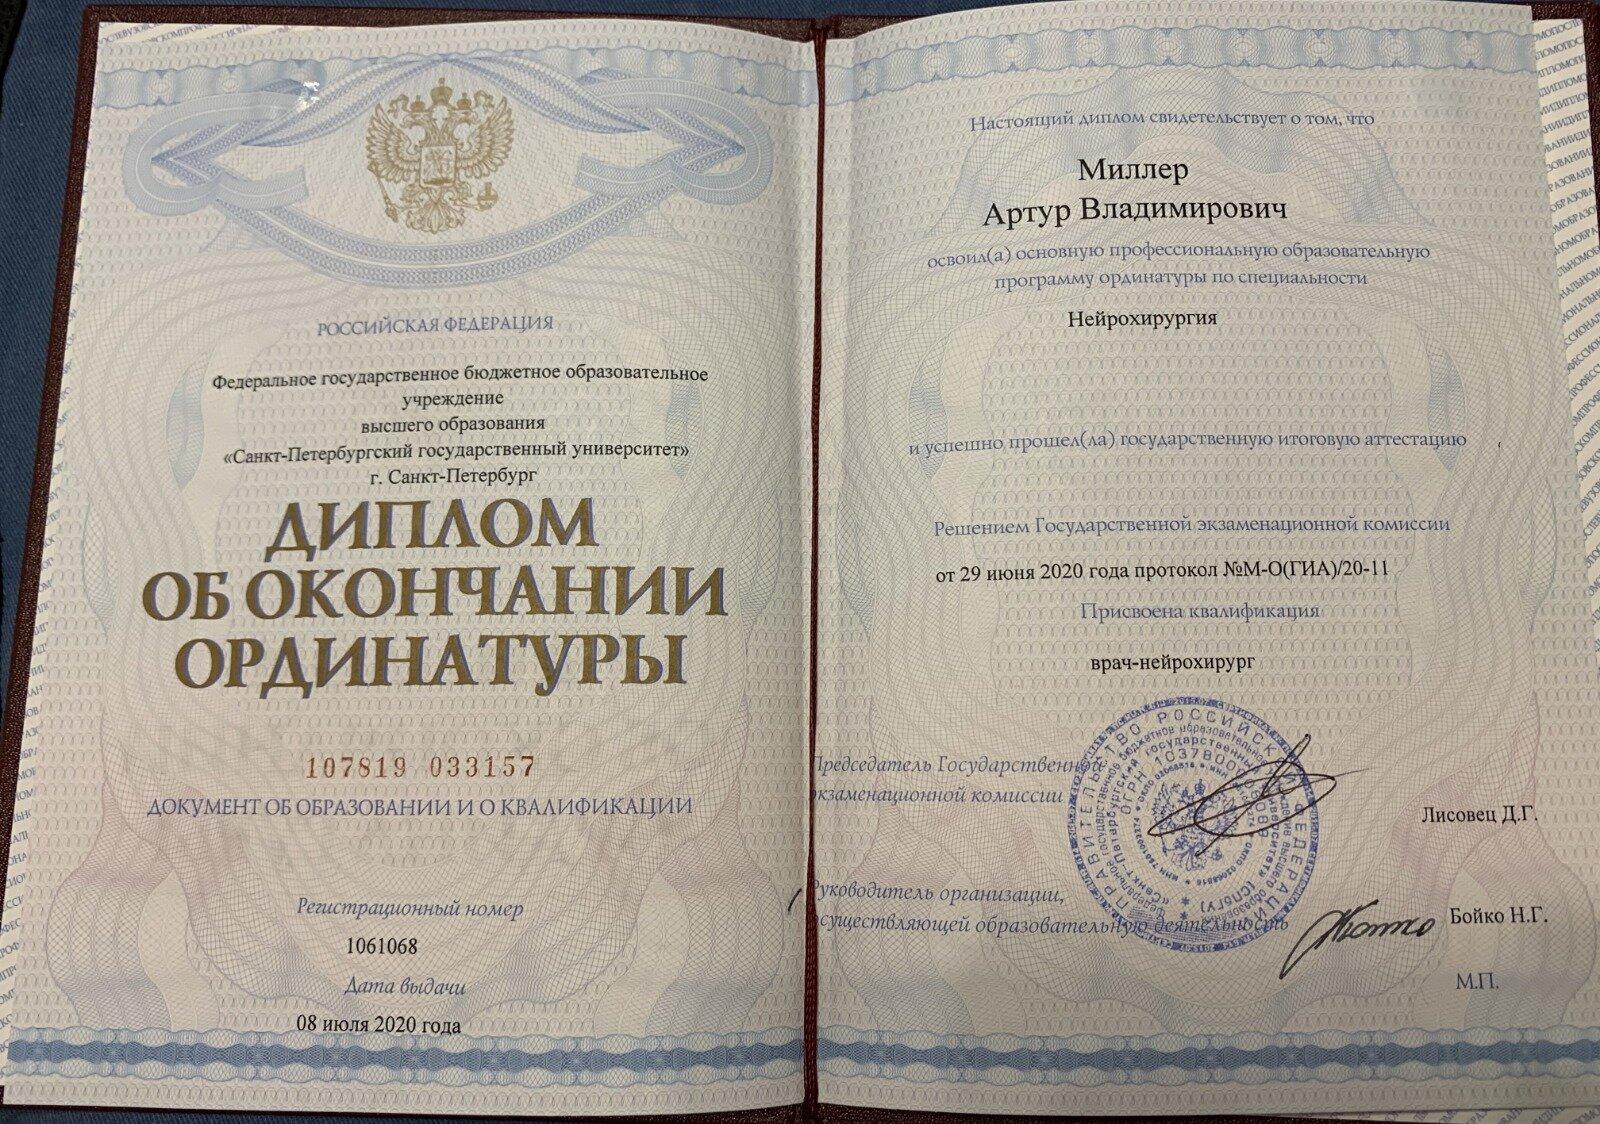 РОССИЙСКАЯ ФЕДЕРАЦИЯ
Федеральное государственное бюджетное образовательное
учреждение
высшего образования
«Санкт-Петербургский государственный университет»
г. Санкт-Петербург
ДИПЛОМ
ОБ ОКОНЧАНИИ
ОРДИНАТУРЫ
107819 033157
ДОКУМЕНТ ОБ ОБРАЗОВАНИИ И О КВАЛИФИКАЦИИ
Регистрационный номер
1061068
Дата выдачи
08 июля 2020 года
Настоящий диплом свидетельствует о том, что
Миллер
Артур Владимирович
освоил(а) основную профессиональную образовательную
программу ординатуры по специальности
Нейрохирургия
и успешно прошел(ла) государственную итоговую аттестацию
Решением Государственной экзаменационной комиссии
от 29 июня 2020 года протокол №М-О(ГИА)/20-11
Присвоена квалификация
врач-нейрохирург
Председатель Государственной
экзаменационной комиссии
Лисовец Д.Г.
Руководитель организации,
осуществляющей образовательную деятельность
Бойко Н.Г.
М.П.